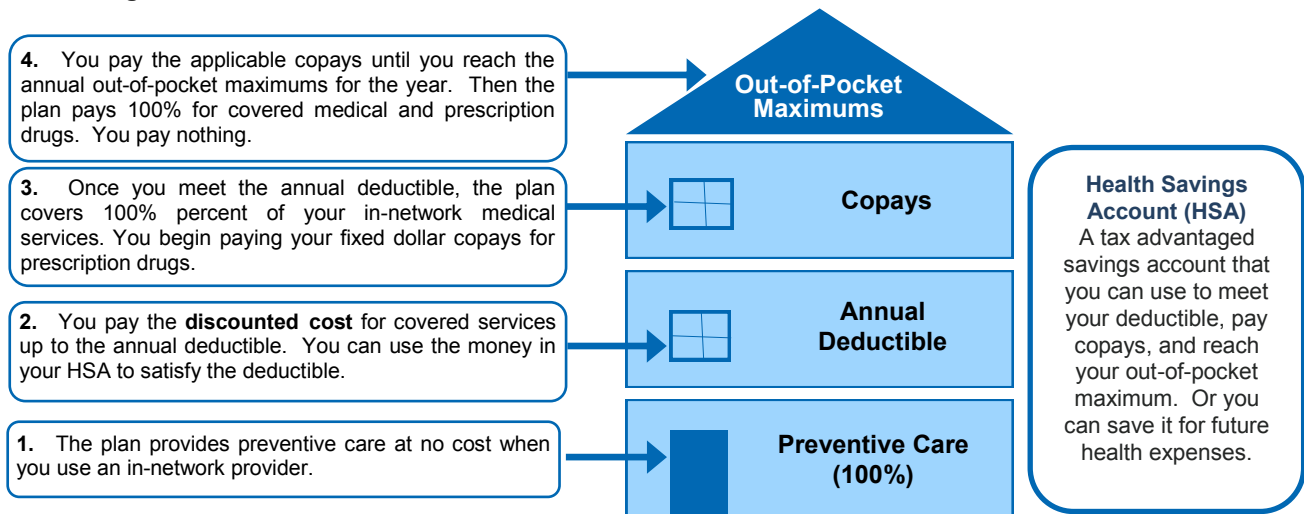 4. You pay the applicable copays until you reach the
annual out-of-pocket maximums for the year. Then the
plan pays 100% for covered medical and prescription
drugs. You pay nothing.
3. Once you meet the annual deductible, the plan
covers 100% percent of your in-network medical
services. You begin paying your fixed dollar copays for
prescription drugs.
2. You pay the discounted cost for covered services
up to the annual deductible. You can use the money in
your HSA to satisfy the deductible.
1. The plan provides preventive care at no cost when
you use an in-network provider.
Out-of-Pocket
Maximums
Copays
Annual
Deductible
Preventive Care
(100%)
Health Savings
Account (HSA)
A tax advantaged
savings account that
you can use to meet
your deductible, pay
copays, and reach
your out-of-pocket
maximum. Or you
can save it for future
health expenses.